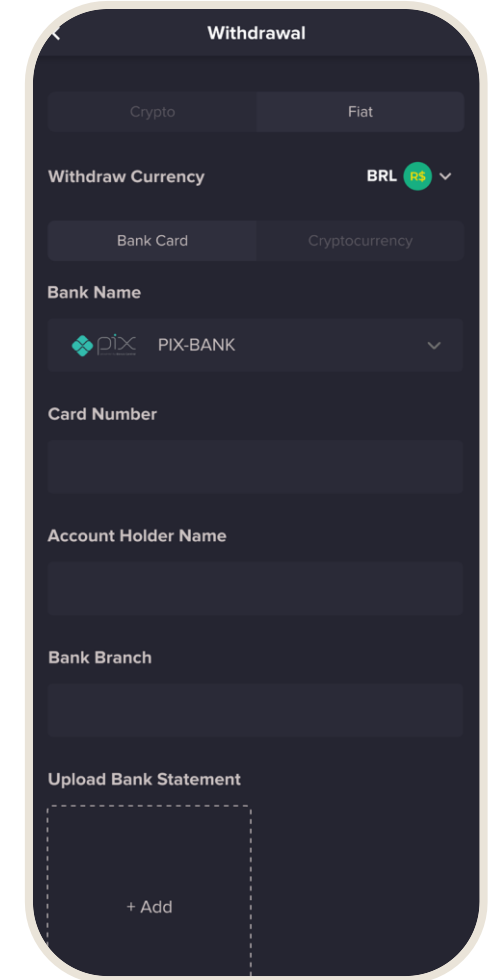 Withdrawal
Crypto Fiat
Withdraw Currency BRL R$
Bank Card Cryptocurrency
Bank Name
pix PIX-BANK
Card Number
Account Holder Name
Bank Branch
Upload Bank Statement
+ Add